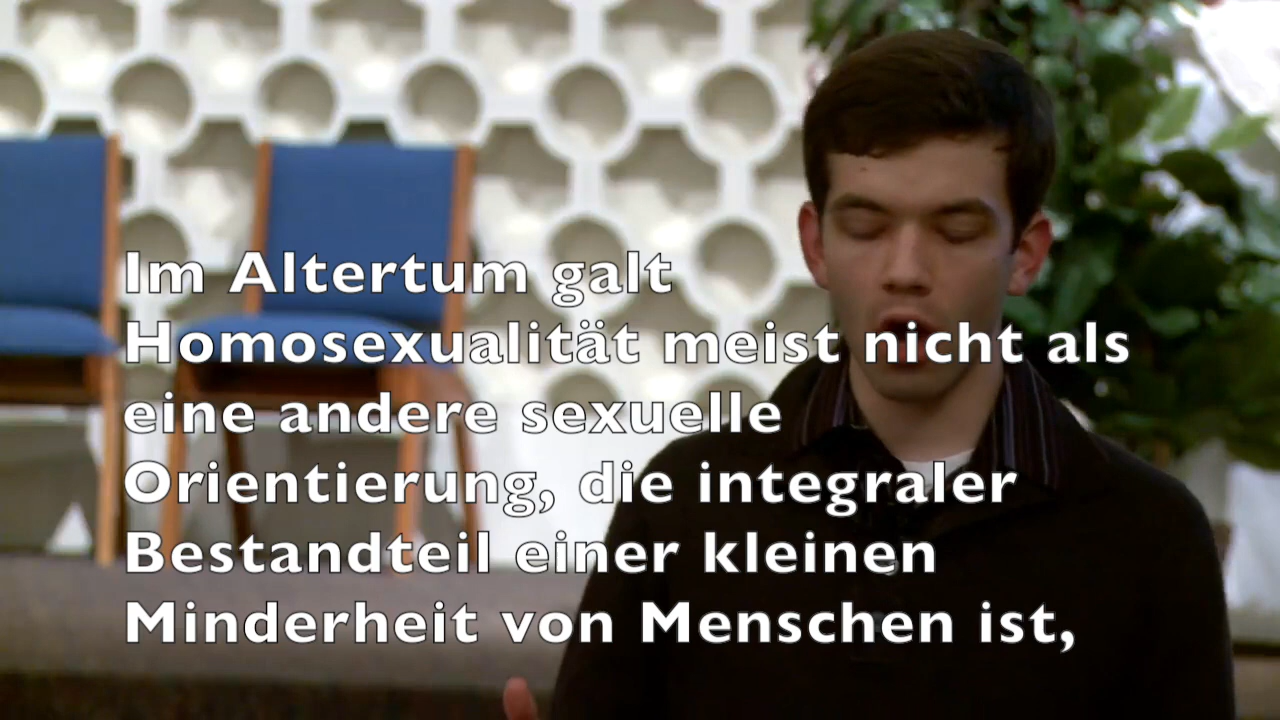 Im Altertum galt
Homosexualität meist nicht als
eine andere sexuelle
Orientierung, die integraler
Bestandteil einer kleinen
Minderheit von Menschen ist,